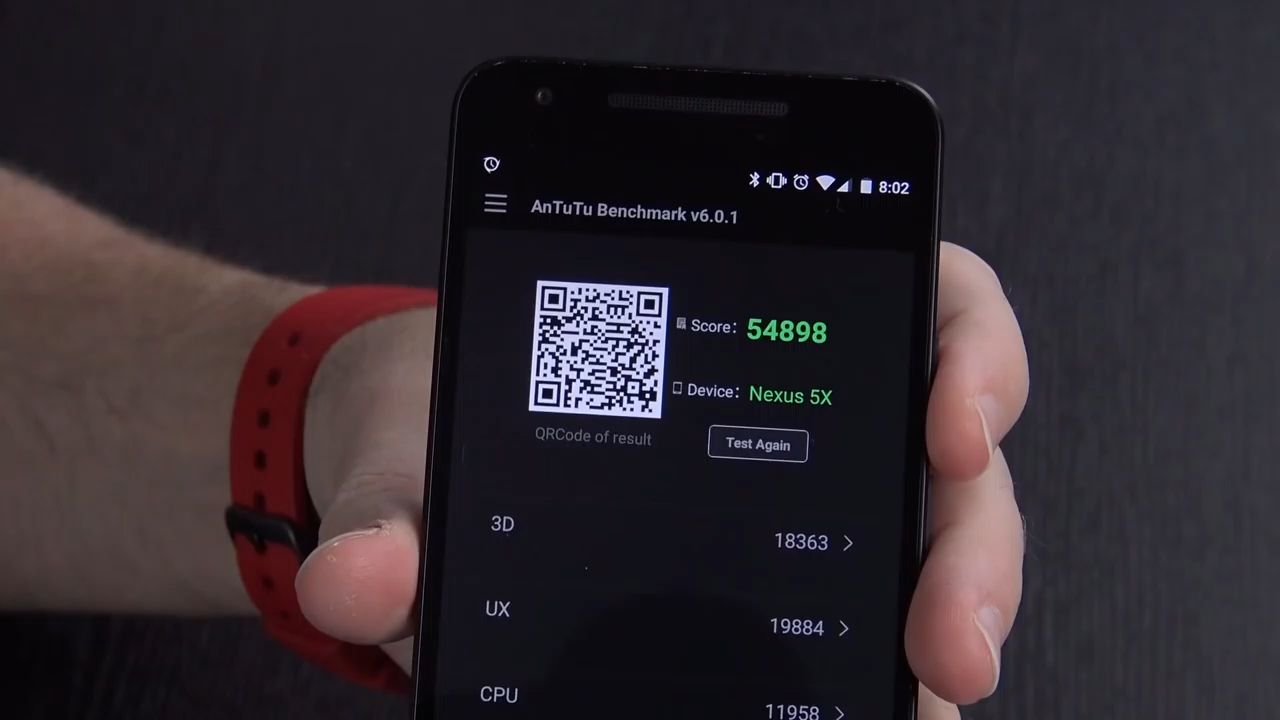 8:02
AnTuTu Benchmark v6.0.1
Score: 54898
Device: Nexus 5X
QRCode of result
Test Again
3D 18363
UX 19884
CPU 11958